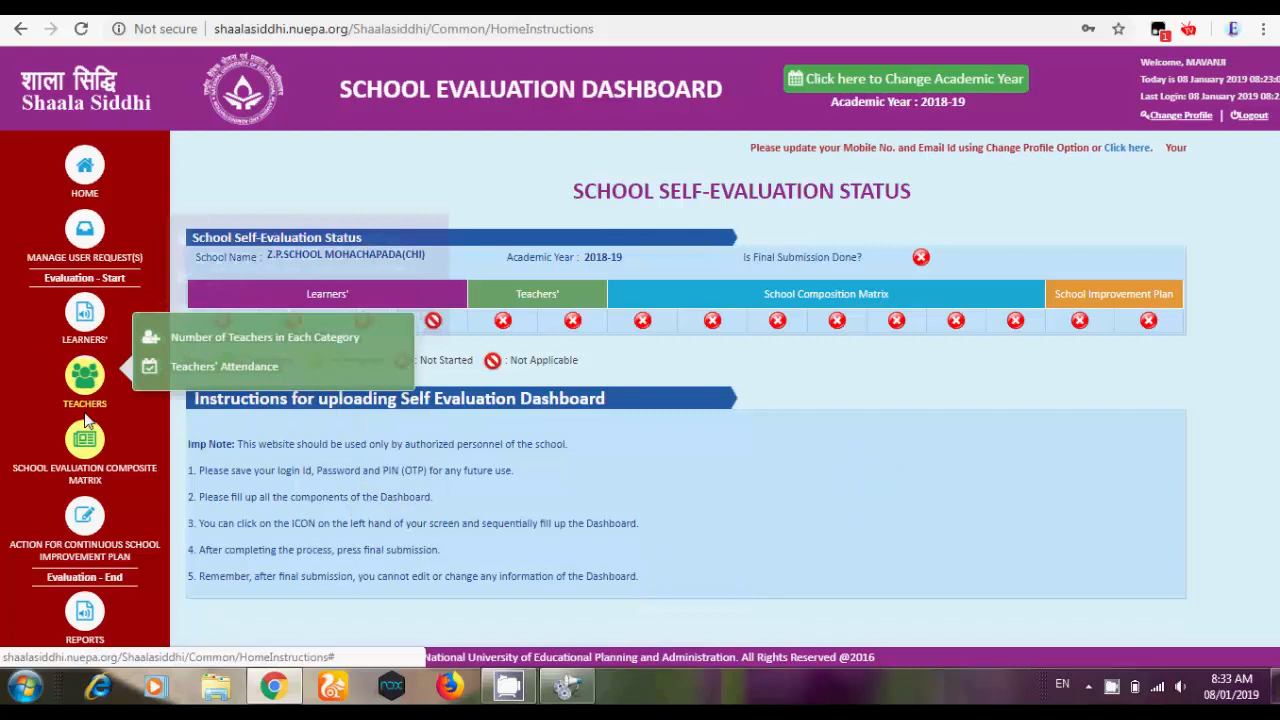 Not secure shaalasiddhi.nuepa.org/Shaalasiddhi/Common/HomeInstructions
1
शाला सिद्धि
Shaala Siddhi
SCHOOL EVALUATION DASHBOARD
Click here to Change Academic Year
Academic Year : 2018-19
Welcome, MAVANJI
Today is 08 January 2019 08:23:0
Last Login: 08 January 2019 08:2
Change Profile | Logout
Please update your Mobile No. and Email Id using Change Profile Option or Click here. Your
HOME
MANAGE USER REQUEST(S)
Evaluation - Start
LEARNERS'
TEACHERS
SCHOOL EVALUATION COMPOSITE
MATRIX
ACTION FOR CONTINUOUS SCHOOL
IMPROVEMENT PLAN
Evaluation - End
REPORTS
SCHOOL SELF-EVALUATION STATUS
School Self-Evaluation Status
School Name : Z.P.SCHOOL MOHACHAPADA(CHI) Academic Year : 2018-19 Is Final Submission Done?
Learners' Teachers' School Composition Matrix School Improvement Plan
Number of Teachers in Each Category
Teachers' Attendance
: Not Started : Not Applicable
Instructions for uploading Self Evaluation Dashboard
Imp Note: This website should be used only by authorized personnel of the school.
1. Please save your login Id, Password and PIN (OTP) for any future use.
2. Please fill up all the components of the Dashboard.
3. You can click on the ICON on the left hand of your screen and sequentially fill up the Dashboard.
4. After completing the process, press final submission.
5. Remember, after final submission, you cannot edit or change any information of the Dashboard.
shaalasiddhi.nuepa.org/Shaalasiddhi/Common/HomeInstructions#
National University of Educational Planning and Administration. All Rights Reserved @2016
EN
8:33 AM
08/01/2019